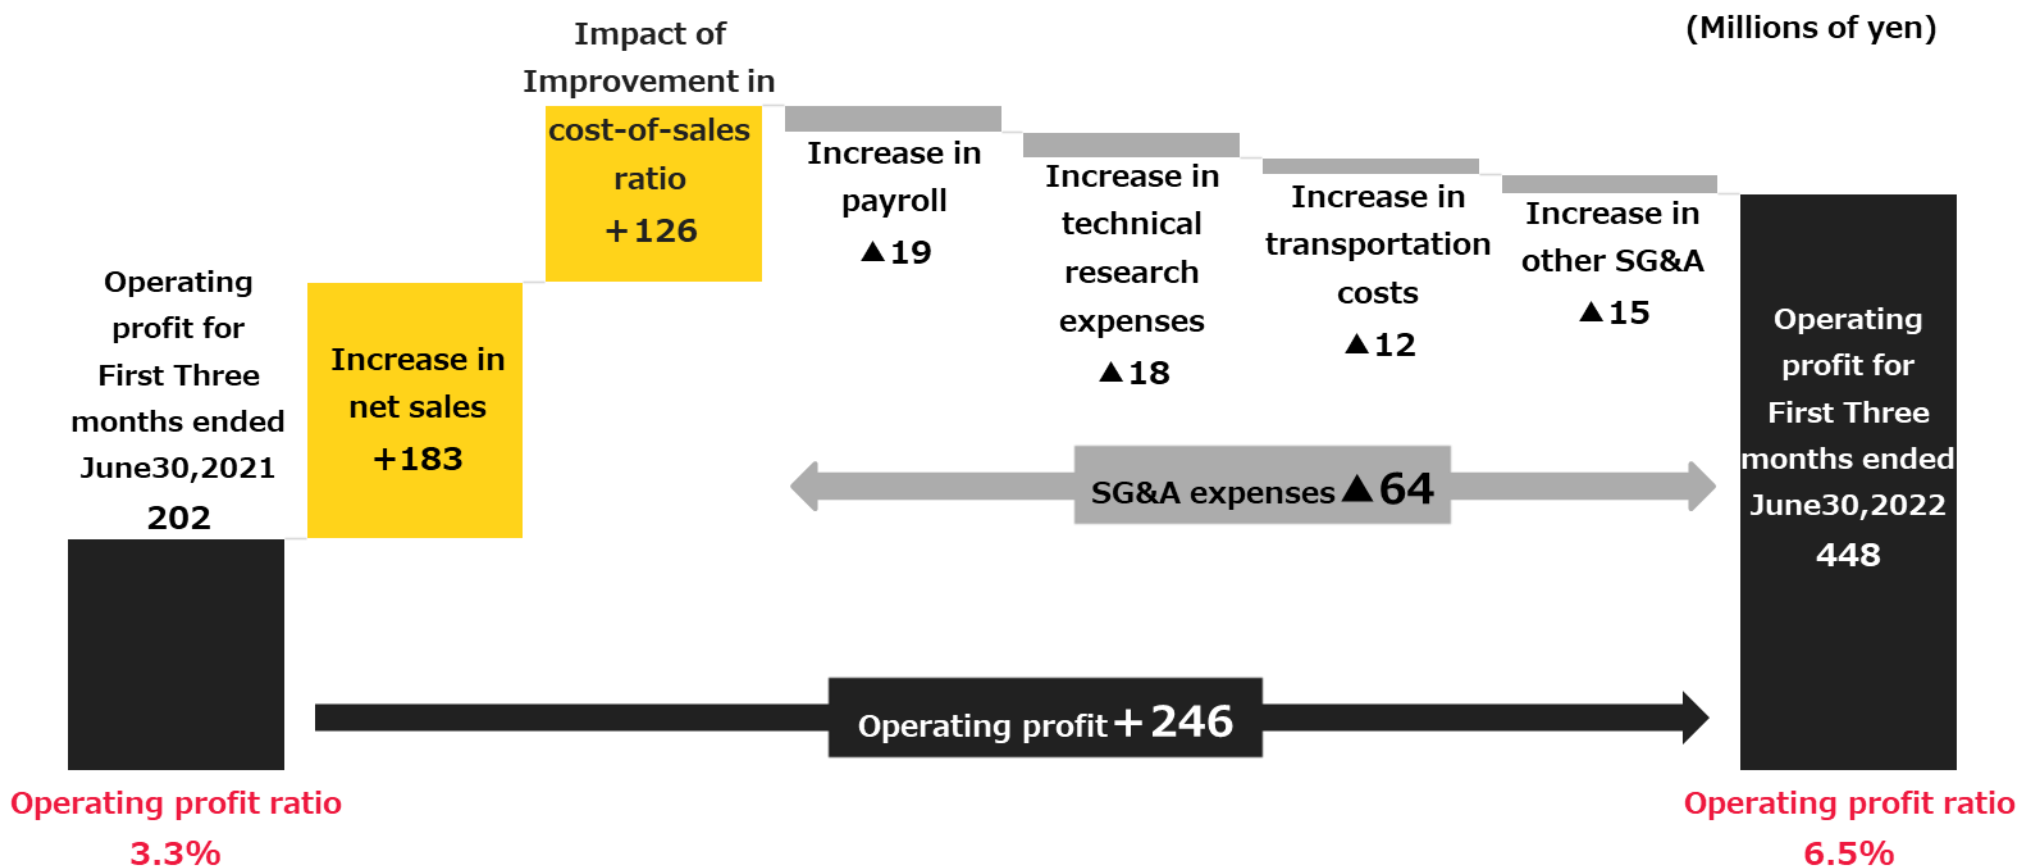 (Millions of yen)
Operating
profit for
First Three
months ended
June30,2021
202
Increase in
net sales
+183
Impact of
Improvement in
cost-of-sales
ratio
+126
Increase in
payroll
▲19
Increase in
technical
research
expenses
▲18
Increase in
transportation
costs
▲12
Increase in
other SG&A
▲15
Operating
profit for
First Three
months ended
June30,2022
448
SG&A expenses▲64
Operating profit+246
Operating profit ratio
3.3%
Operating profit ratio
6.5%